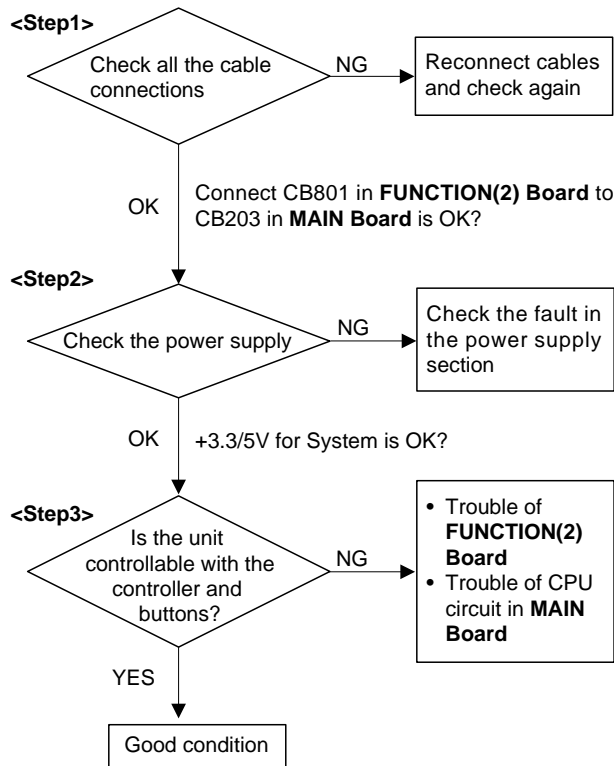 <Step1>
Check all the cable
connections
NG
Reconnect cables
and check again
OK
Connect CB801 in FUNCTION(2) Board to
CB203 in MAIN Board is OK?
<Step2>
Check the power supply
NG
Check the fault in
the power supply
section
OK
+3.3/5V for System is OK?
<Step3>
Is the unit
controllable with the
controller and
buttons?
NG
• Trouble of
FUNCTION(2)
Board
• Trouble of CPU
circuit in MAIN
Board
YES
Good condition